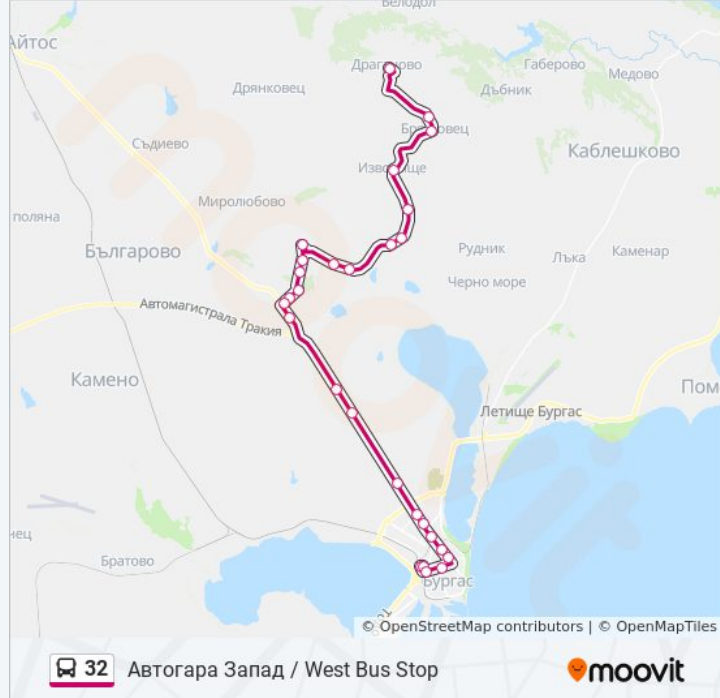 Белодол
Айтос
Драганово
Габерово
Медово
Дрянковец
Дъбник
Съдиево
Брястовец
Каблешково
Изворище
Миролюбово
поляна
Българово
Рудник
Лъка
Каменар
Черно море
Автомагистрала Тракия
Камено
Пом
Летище Бургас
нец
Братово
Бургас
© OpenStreetMap contributors | © OpenMapTiles
32 Автогара Запад / West Bus Stop
moovit